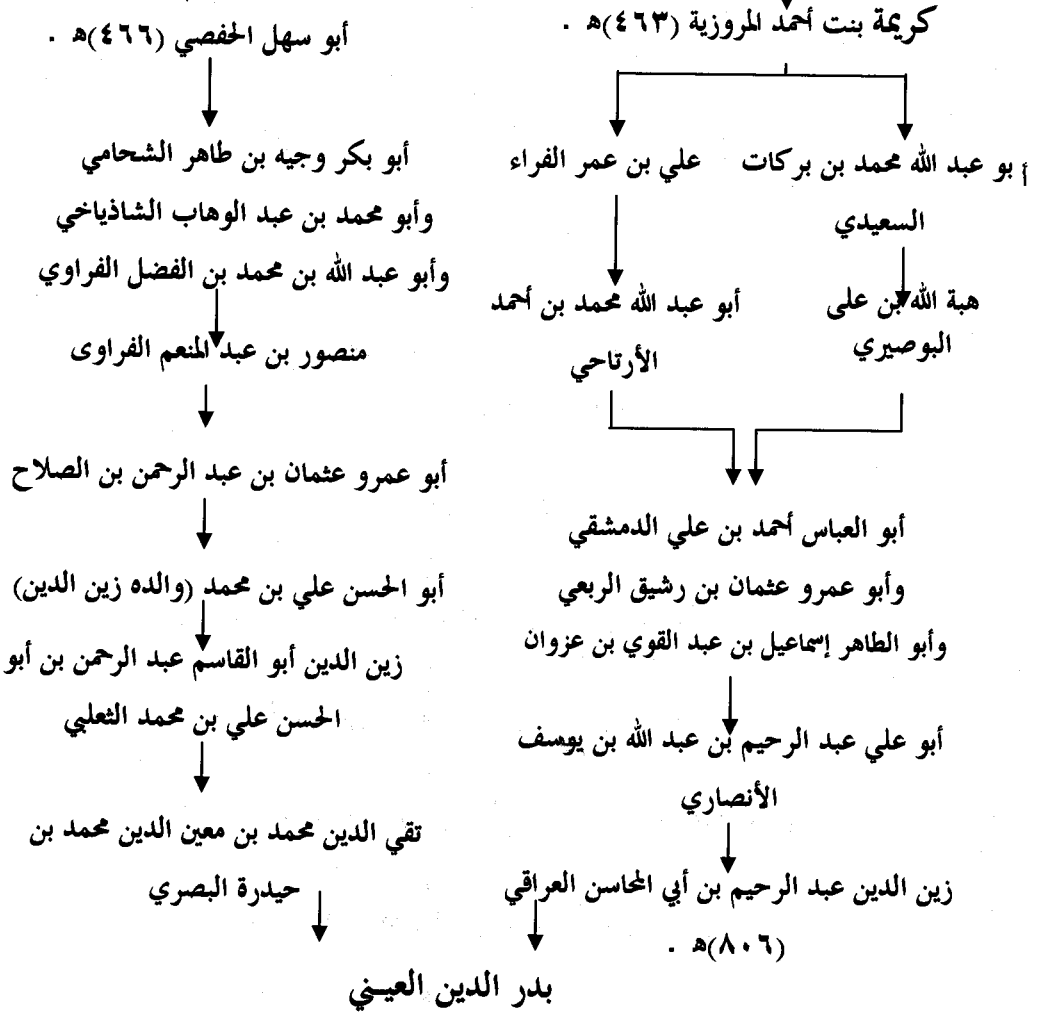 كريمة بنت أحمد المروزية (٤٦٣)ه .
أبو عبد الله محمد بن بركات
السعيدي
هبة الله بن على
البوصيري
علي بن عمر الفراء
أبو عبد الله محمد بن أحمد
الأرتاحي
أبو العباس أحمد بن علي الدمشقي
وأبو عمرو عثمان بن رشيق الربعي
وأبو الطاهر إسماعيل بن عبد القوي بن عزوان
أبو علي عبد الرحيم بن عبد الله بن يوسف
الأنصاري
زين الدين عبد الرحيم بن أبي المحاسن العراقي
(٨٠٦)ه .
أبو سهل الحفصي (٤٦٦)ه .
أبو بكر وجيه بن طاهر الشحامي
وأبو محمد بن عبد الوهاب الشاذياخي
وأبو عبد الله بن محمد بن الفضل الفراوي
منصور بن عبد المنعم الفراوى
أبو عمرو عثمان بن عبد الرحمن بن الصلاح
أبو الحسن علي بن محمد (والده زين الدين)
زين الدين أبو القاسم عبد الرحمن بن أبو
الحسن علي بن محمد الثعلبي
تقي الدين محمد بن معين الدين محمد بن
حيدرة البصري
بدر الدين العيني